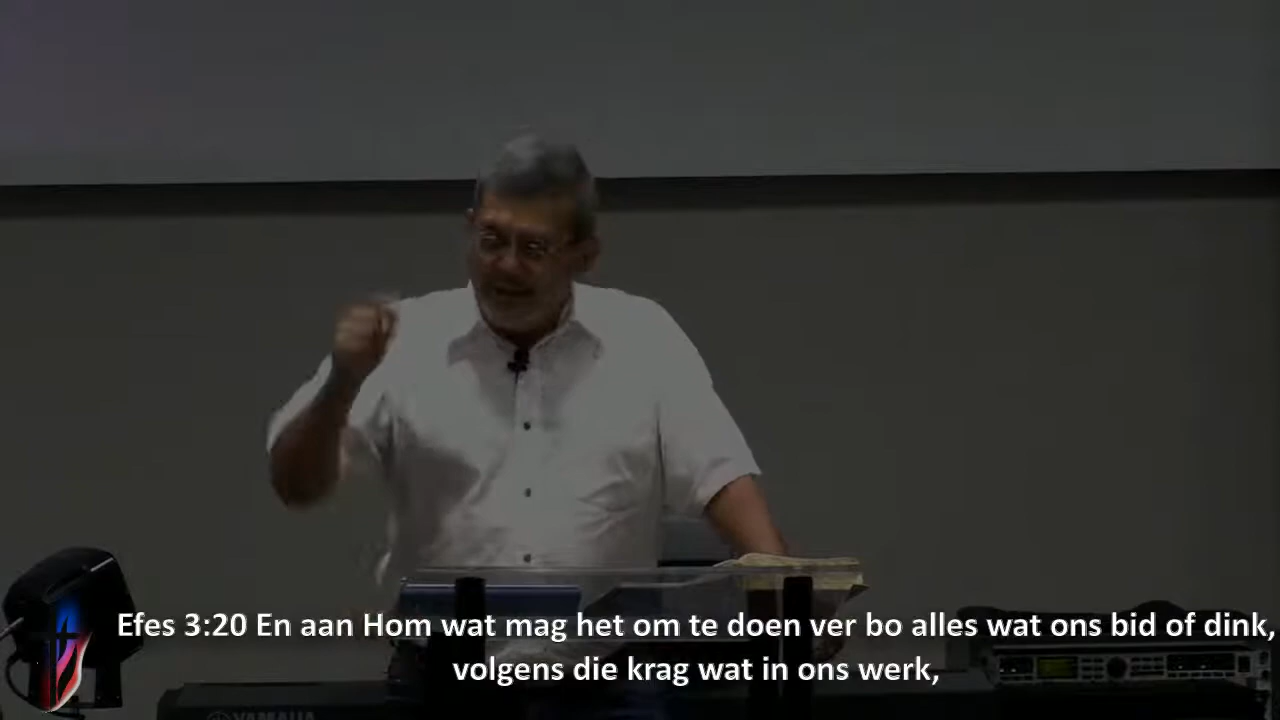 Efes 3:20 En aan Hom wat mag het om te doen ver bo alles wat ons bid of dink,
volgens die krag wat in ons werk,
YAMAHA